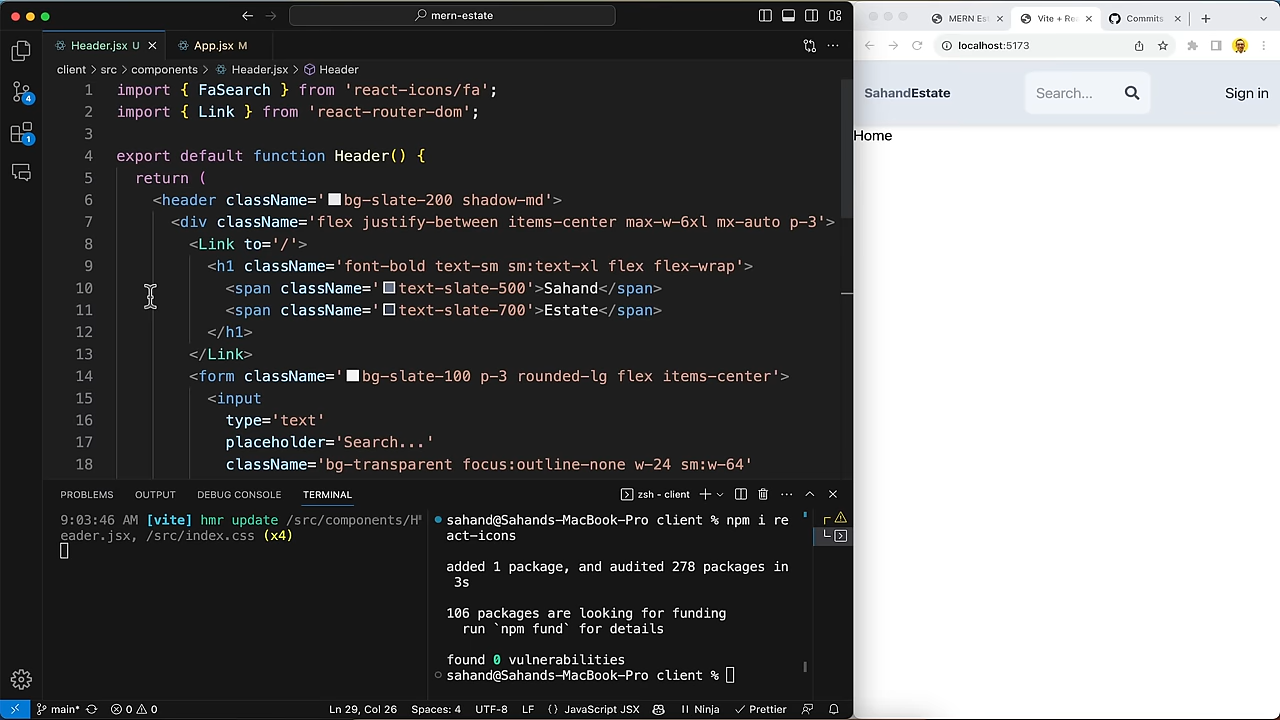 mern-estate
Header.jsx U
App.jsx M
client > src > components > Header.jsx > Header
1 import { FaSearch } from 'react-icons/fa';
2 import { Link } from 'react-router-dom';
3
4 export default function Header() {
5 return (
6 <header className='bg-slate-200 shadow-md'>
7 <div className='flex justify-between items-center max-w-6xl mx-auto p-3'>
8 <Link to='/'>
9 <h1 className='font-bold text-sm sm:text-xl flex flex-wrap'>
10 <span className='text-slate-500'>Sahand</span>
11 <span className='text-slate-700'>Estate</span>
12 </h1>
13 </Link>
14 <form className='bg-slate-100 p-3 rounded-lg flex items-center'>
15 <input
16 type='text'
17 placeholder='Search...'
18 className='bg-transparent focus:outline-none w-24 sm:w-64'
4
1
PROBLEMS OUTPUT DEBUG CONSOLE TERMINAL
zsh - client
9:03:46 AM [vite] hmr update /src/components/H
eader.jsx, /src/index.css (x4)
sahand@Sahands-MacBook-Pro client % npm i re
act-icons
added 1 package, and audited 278 packages in
3s
106 packages are looking for funding
run `npm fund` for details
found 0 vulnerabilities
sahand@Sahands-MacBook-Pro client %
main* 0 0 Ln 29, Col 26 Spaces: 4 UTF-8 LF {} JavaScript JSX Ninja Prettier
MERN Es
Vite + Re
Commits
localhost:5173
SahandEstate
Search...
Sign in
Home